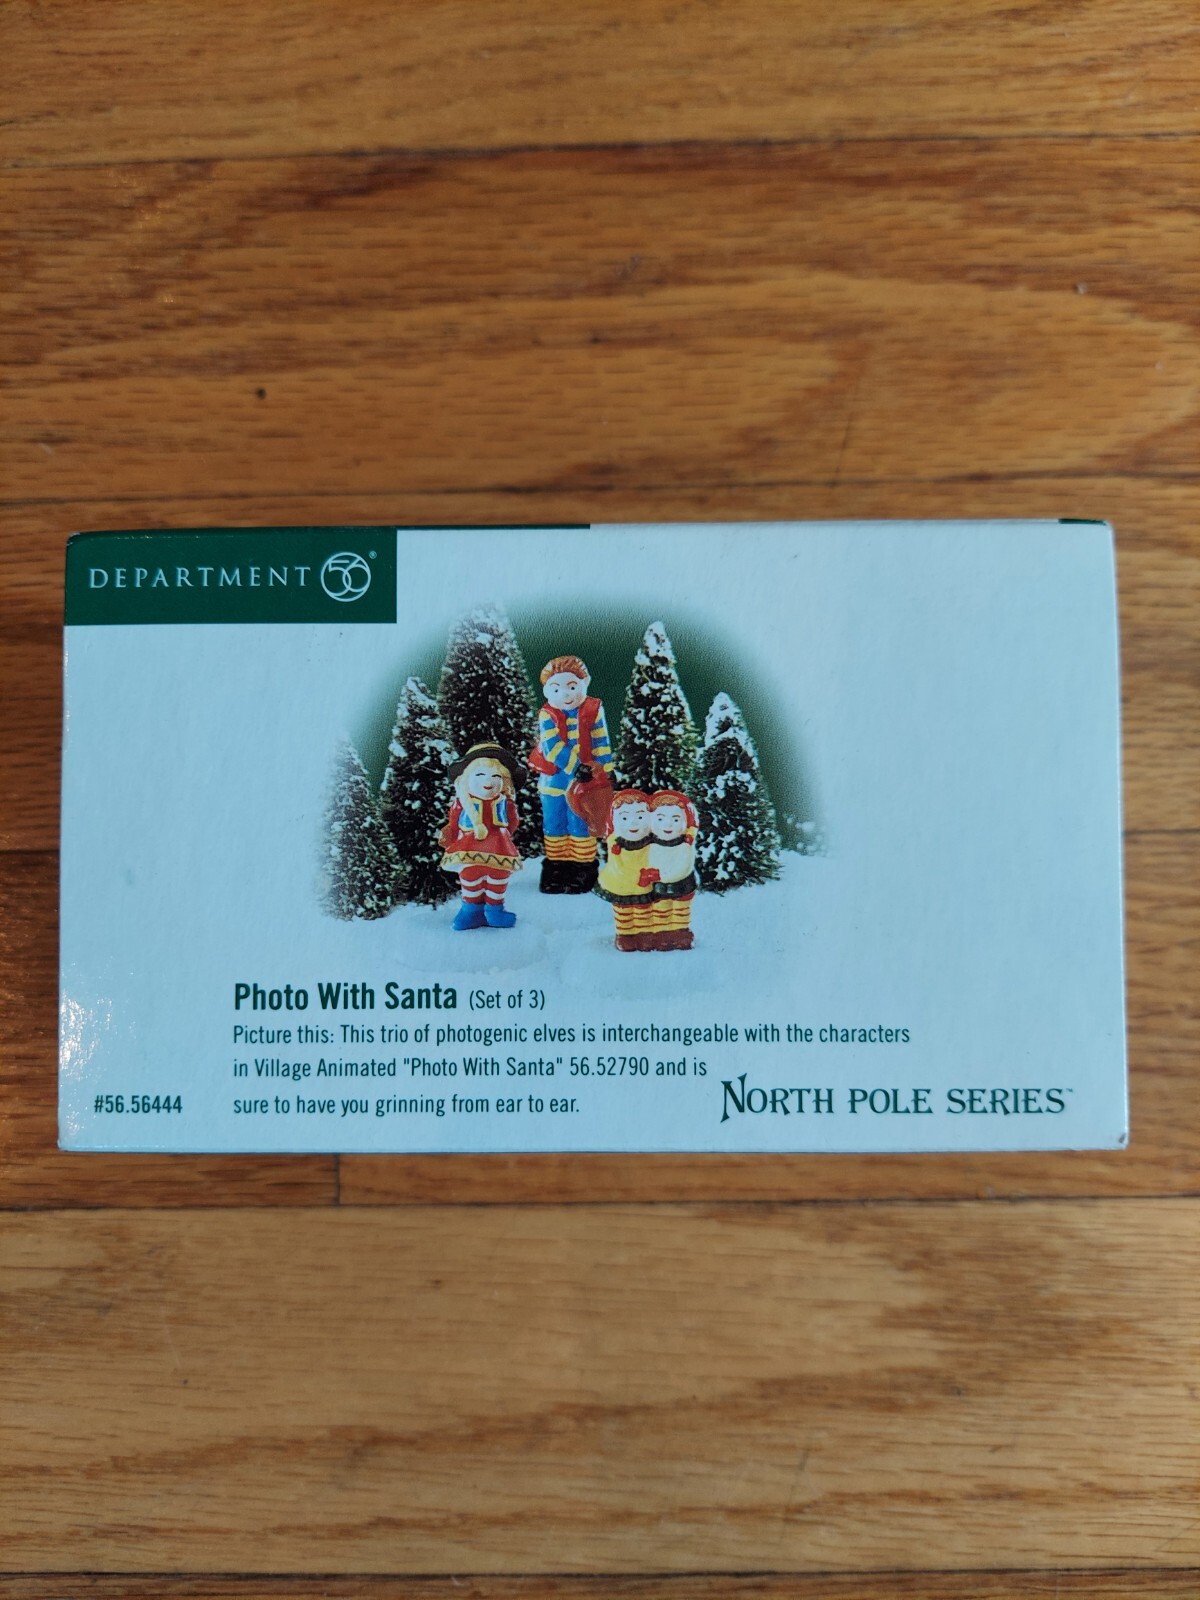 DEPARTMENT 56®
Photo With Santa (Set of 3)
Picture this: This trio of photogenic elves is interchangeable with the characters
in Village Animated "Photo With Santa" 56.52790 and is
sure to have you grinning from ear to ear.
#56.56444
NORTH POLE SERIES™